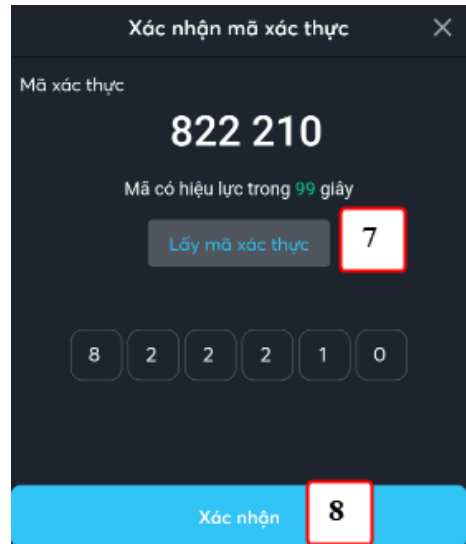 Xác nhận mã xác thực
Mã xác thực
822 210
Mã có hiệu lực trong 99 giây
Lấy mã xác thực 7
8 2 2 2 1 0
Xác nhận 8